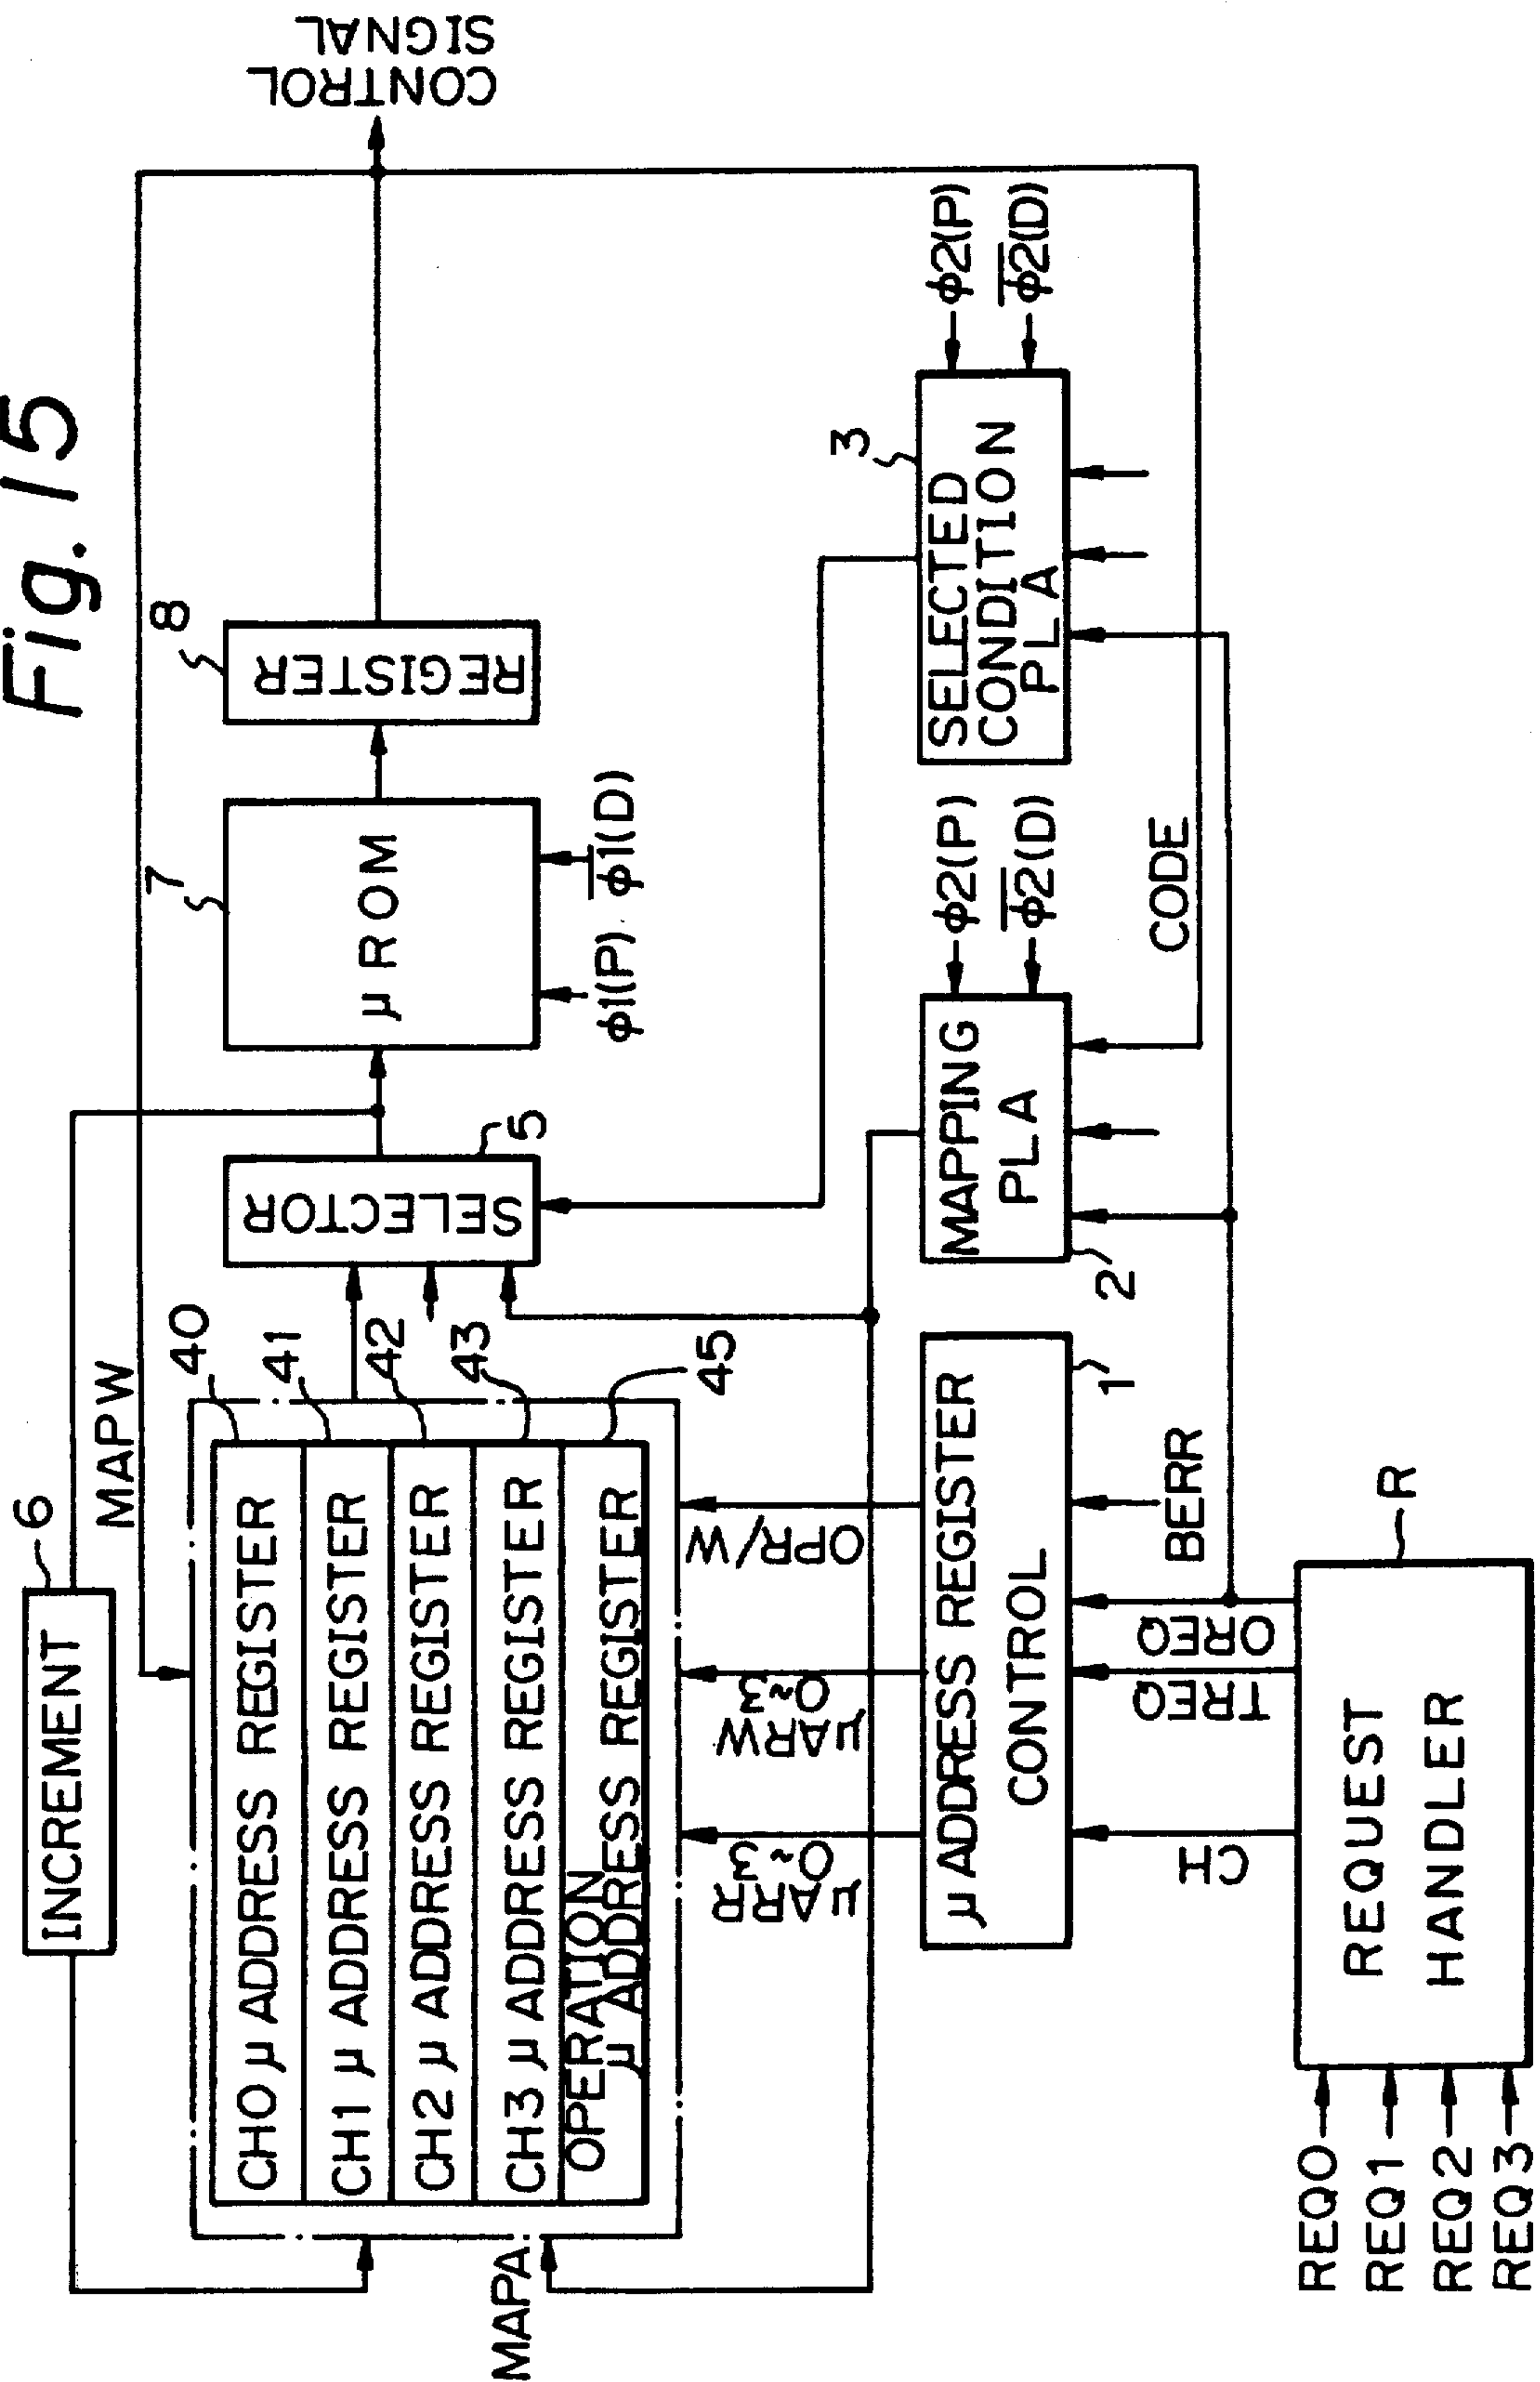 Fig. 15
INCREMENT
6
MAPW
40
41
42
43
45
CH0 μ ADDRESS REGISTER
CH1 μ ADDRESS REGISTER
CH2 μ ADDRESS REGISTER
CH3 μ ADDRESS REGISTER
OPERATION
μ ADDRESS REGISTER
MAPA
SELECTOR
5
μ ROM
7
φ1(P)
φ1̅(D)
REGISTER
8
CONTROL
SIGNAL
μARR
0~3
μARW
0~3
OPR/W
μ ADDRESS REGISTER
CONTROL
1
MAPPING
PLA
2
φ2(P)
φ2̅(D)
SELECTED
CONDITION
PLA
3
φ2(P)
φ2̅(D)
CODE
CH
TREQ
OREQ
BERR
REQUEST
HANDLER
R
REQ0
REQ1
REQ2
REQ3